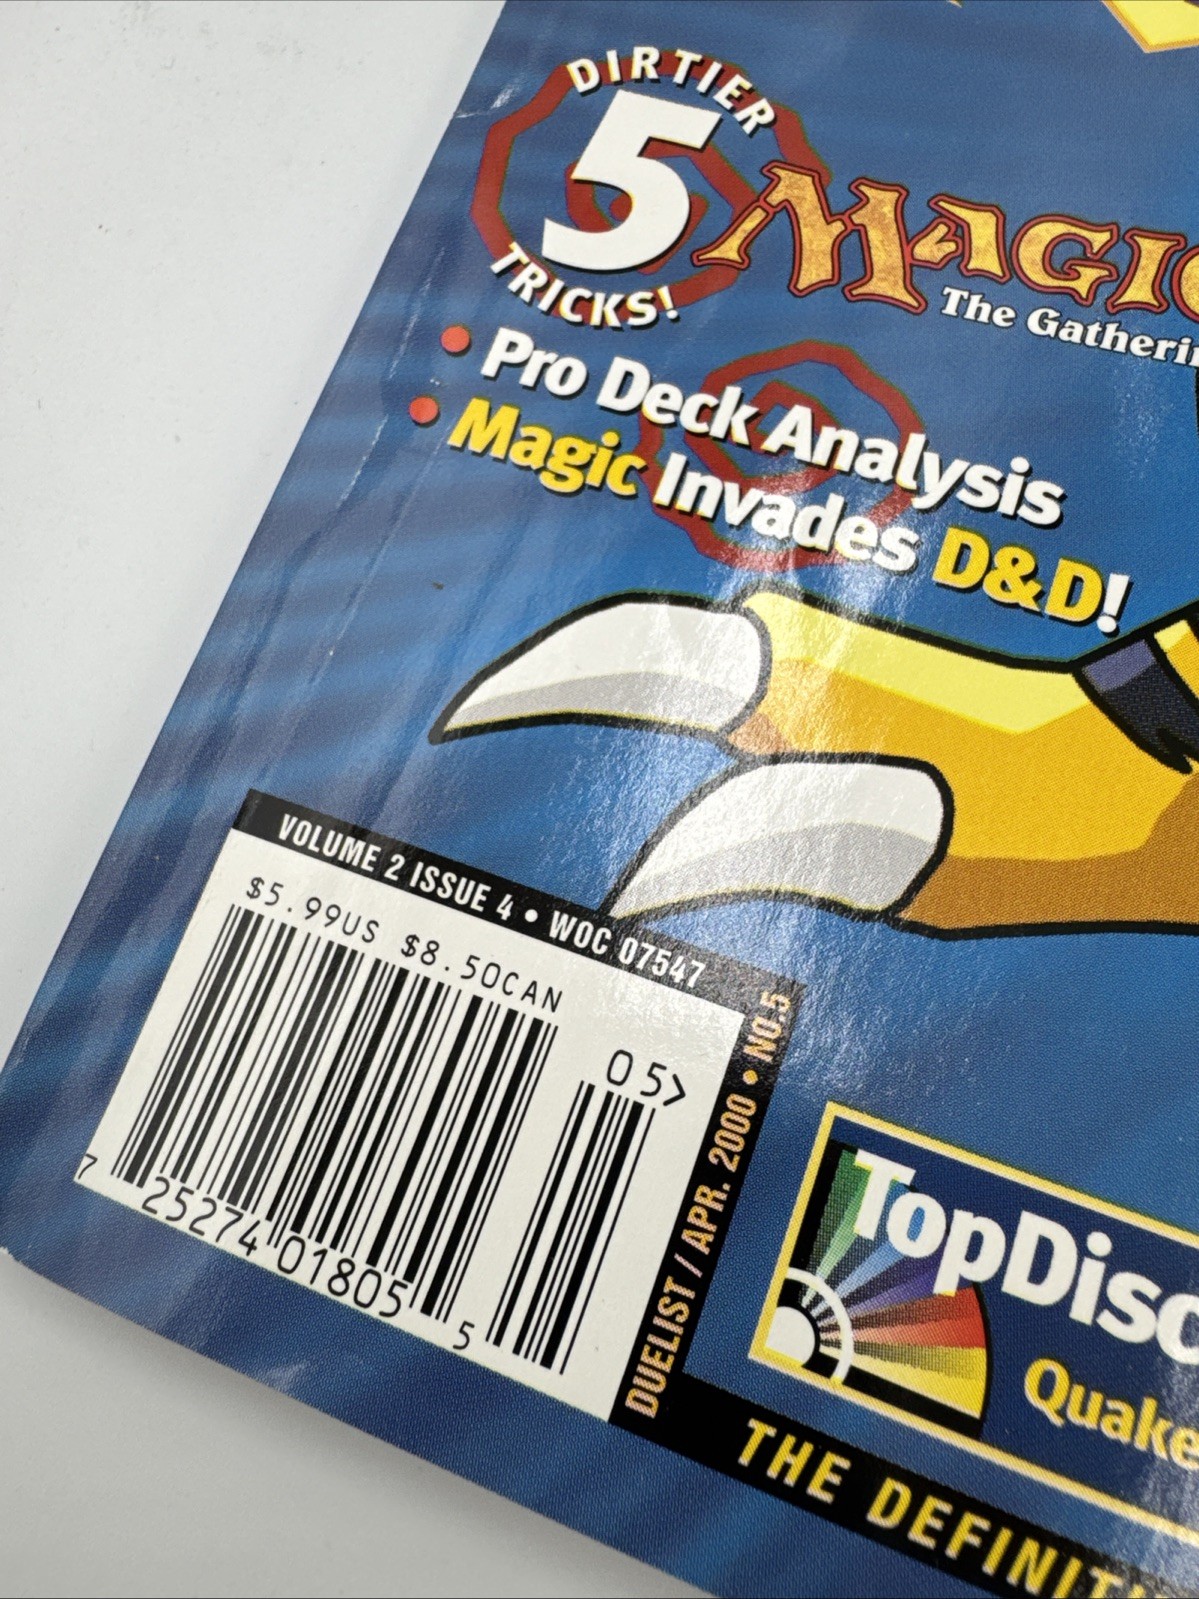 DIRTIER
5
TRICKS!
MAGIC
The Gatherin
• Pro Deck Analysis
• Magic Invades D&D!
VOLUME 2 ISSUE 4 • WOC 07547
$5.99US $8.50CAN
05>
7 25274 01805 5
DUELIST / APR. 2000 • NO.5
TopDisc
Quake
THE DEFINITI